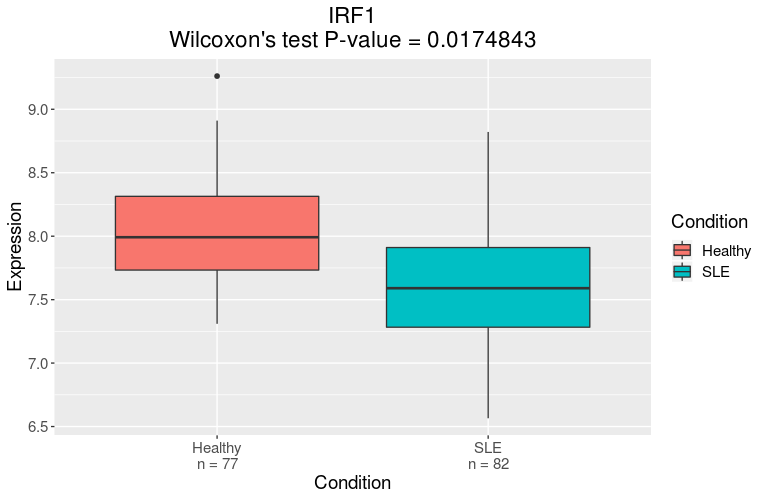 IRF1
Wilcoxon's test P-value = 0.0174843
Expression
9.0
8.5
8.0
7.5
7.0
6.5
Healthy
n = 77
SLE
n = 82
Condition
Condition
Healthy
SLE